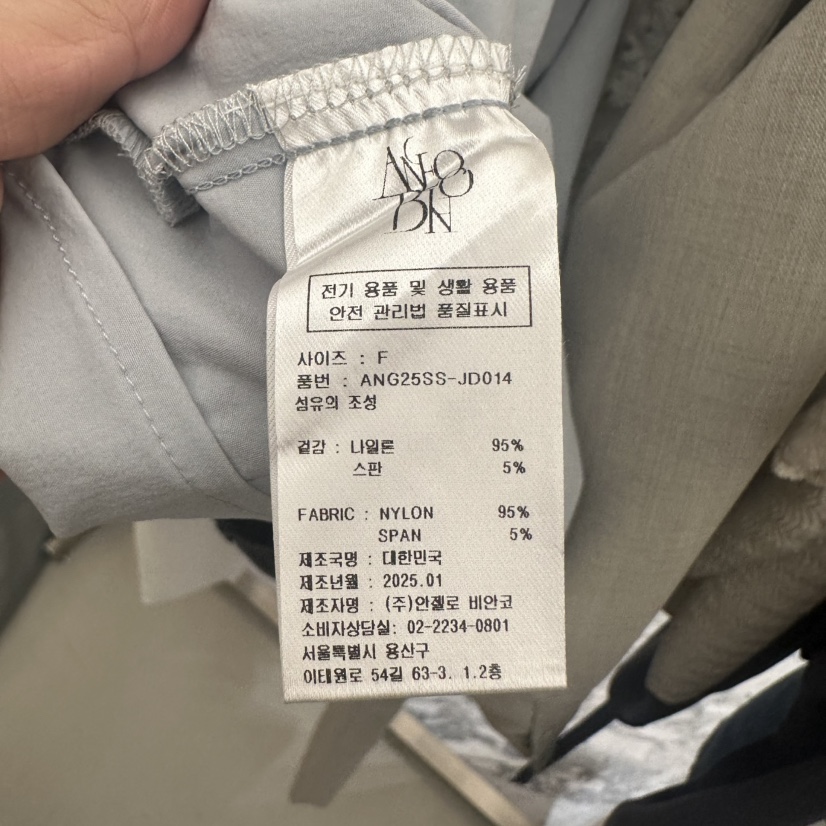 ANGLO
BN
전기 용품 및 생활 용품
안전 관리법 품질표시
사이즈 : F
품번 : ANG25SS-JD014
섬유의 조성
겉감 : 나일론 95%
스판 5%
FABRIC : NYLON 95%
SPAN 5%
제조국명 : 대한민국
제조년월 : 2025.01
제조자명 : (주)안젤로 비안코
소비자상담실: 02-2234-0801
서울특별시 용산구
이태원로 54길 63-3. 1.2층